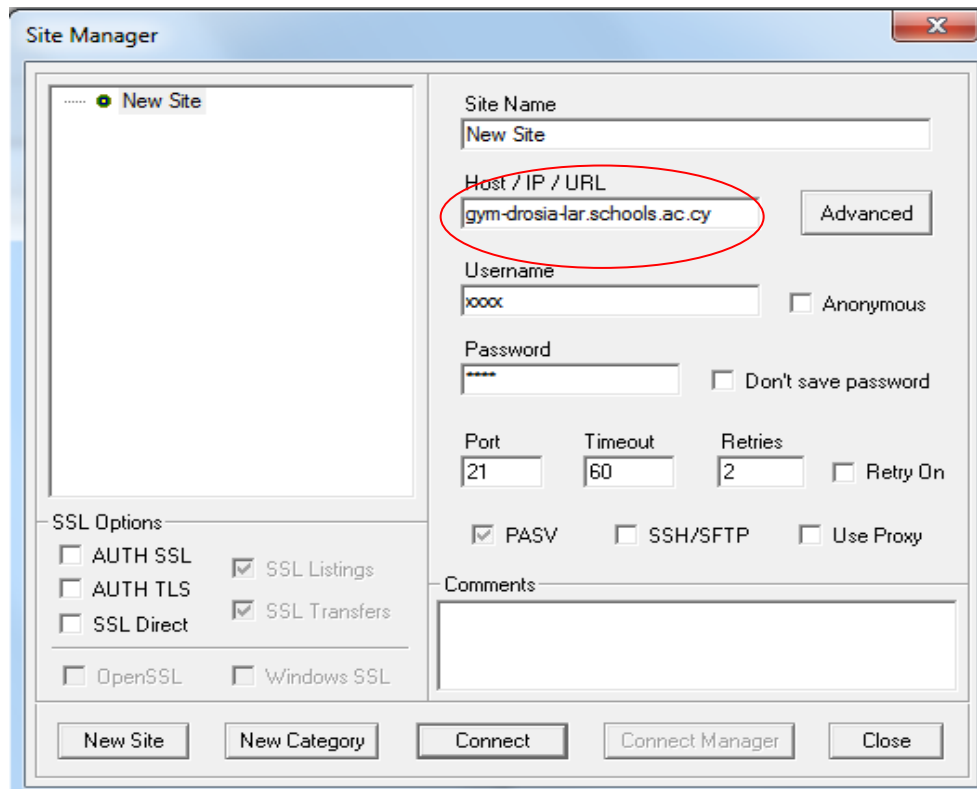 Site Manager
New Site
Site Name
New Site
Host / IP / URL
gym-drosia-lar.schools.ac.cy
Advanced
Username
xxxx
Anonymous
Password
****
Don't save password
Port Timeout Retries
21 60 2 Retry On
PASV SSH/SFTP Use Proxy
SSL Options
AUTH SSL
AUTH TLS
SSL Direct
SSL Listings
SSL Transfers
OpenSSL Windows SSL
Comments
New Site New Category Connect Connect Manager Close